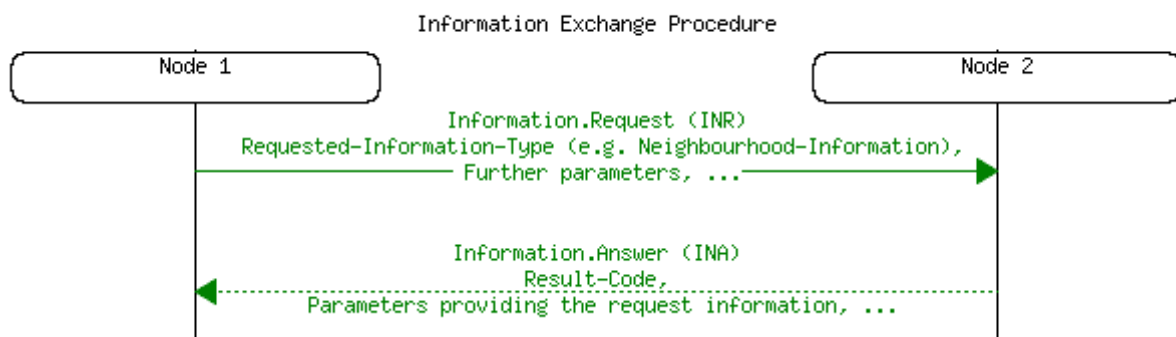 Information Exchange Procedure
Node 1
Node 2
Information.Request (INR)
Requested-Information-Type (e.g. Neighbourhood-Information),
Further parameters, ...
Information.Answer (INA)
Result-Code,
Parameters providing the request information, ...